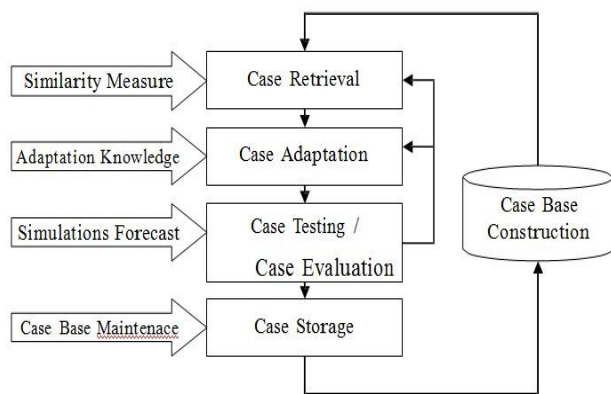 Similarity Measure
Case Retrieval
Adaptation Knowledge
Case Adaptation
Simulations Forecast
Case Testing /
Case Evaluation
Case Base Maintenace
Case Storage
Case Base
Construction